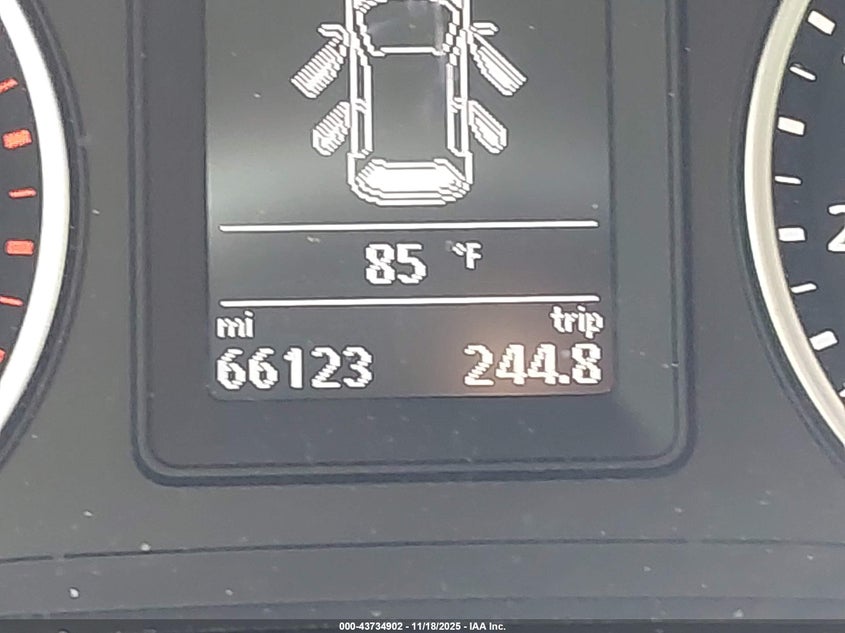 85 °F
mi trip
66123 244.8
000-43734902 - 11/18/2025 - IAA Inc.